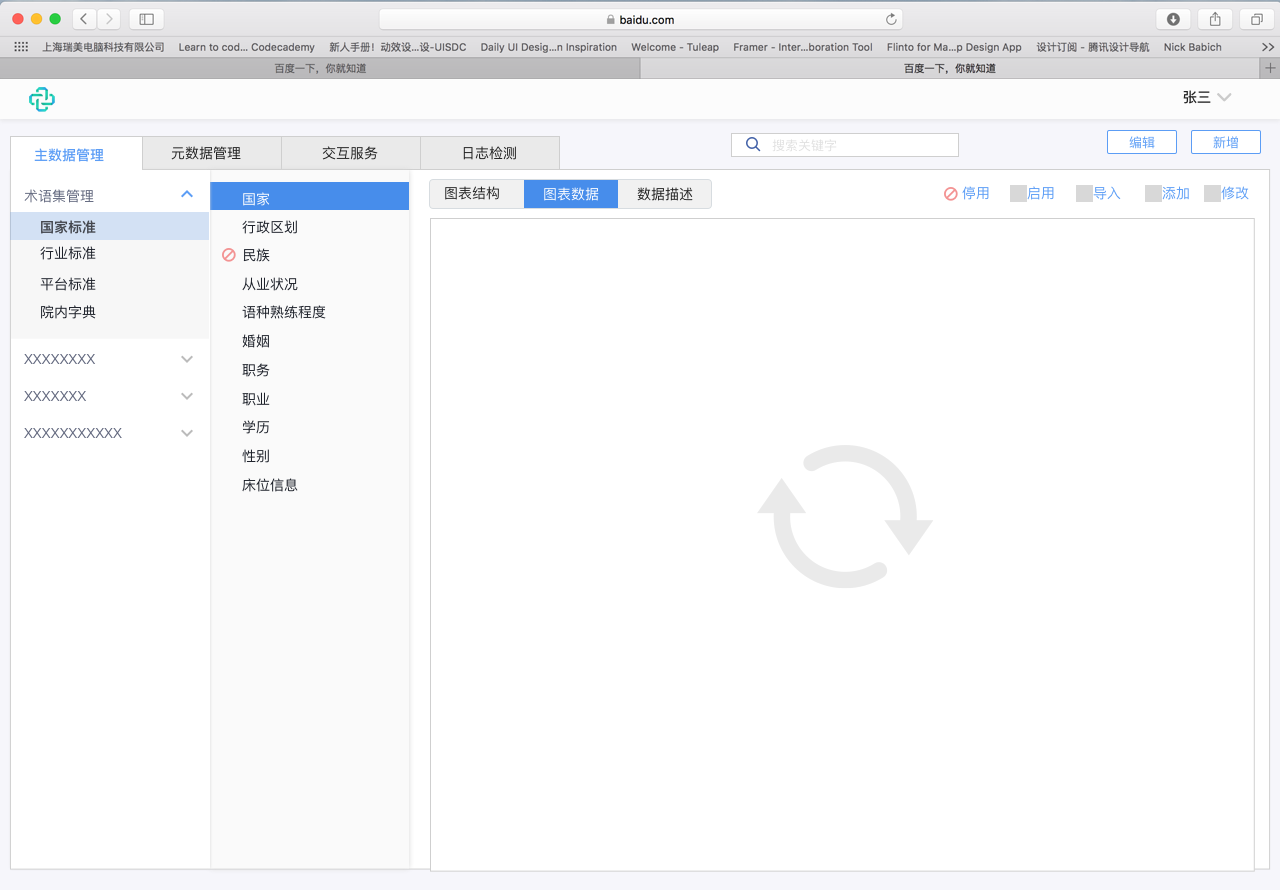 baidu.com
上海瑞美电脑科技有限公司 Learn to cod... Codecademy 新人手册！动效设...设-UISDC Daily UI Desig...n Inspiration Welcome - Tuleap Framer - Inter...boration Tool Flinto for Ma...p Design App 设计订阅 - 腾讯设计导航 Nick Babich
百度一下，你就知道 百度一下，你就知道
张三
主数据管理 元数据管理 交互服务 日志检测 搜索关键字 编辑 新增
术语集管理
国家标准
行业标准
平台标准
院内字典
XXXXXXXX
XXXXXXX
XXXXXXXXXXX
国家
行政区划
民族
从业状况
语种熟练程度
婚姻
职务
职业
学历
性别
床位信息
图表结构 图表数据 数据描述 停用 启用 导入 添加 修改